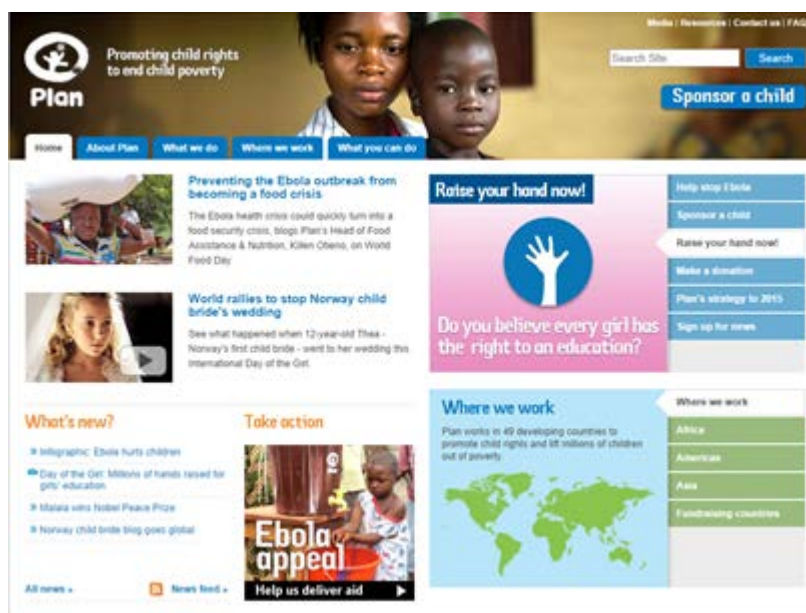 Media | Resources | Contact us | FAQ
Plan
Promoting child rights
to end child poverty
Search Site
Search
Sponsor a child
Home
About Plan
What we do
Where we work
What you can do
Preventing the Ebola outbreak from
becoming a food crisis
The Ebola health crisis could quickly turn into a
food security crisis, blogs Plan's Head of Food
Assistance & Nutrition, Killen Otieno, on World
Food Day
World rallies to stop Norway child
bride's wedding
See what happened when 12-year-old Thea -
Norway's first child bride - went to her wedding this
International Day of the Girl.
Raise your hand now!
Do you believe every girl has
the right to an education?
Help stop Ebola
Sponsor a child
Raise your hand now!
Make a donation
Plan's strategy to 2015
Sign up for news
What's new?
Infographic: Ebola hurts children
Day of the Girl: Millions of hands raised for
girls' education
Malala wins Nobel Peace Prize
Norway child bride blog goes global
All news
News feed
Take action
Plan
Ebola
appeal
Help us deliver aid
Where we work
Plan works in 49 developing countries to
promote child rights and lift millions of children
out of poverty
Where we work
Africa
Americas
Asia
Fundraising countries